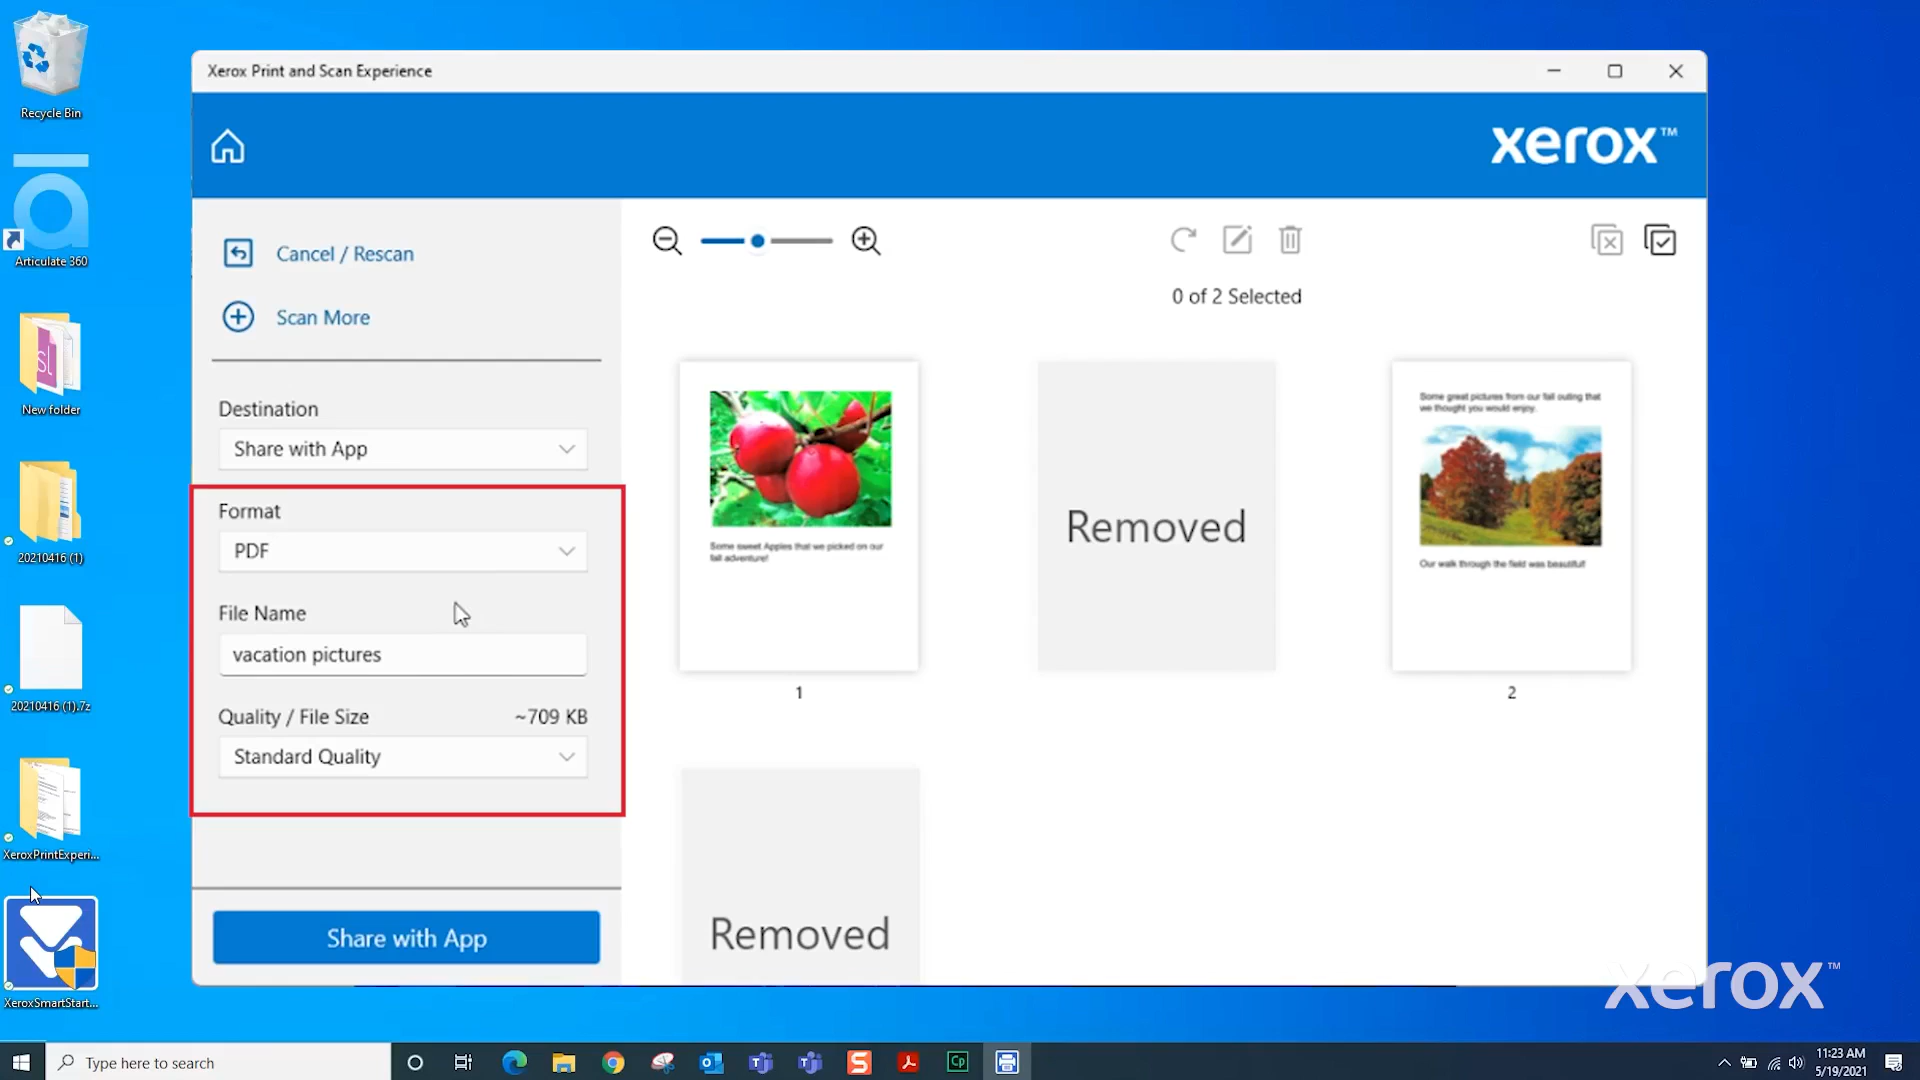 Recycle Bin
Articulate 360
New folder
20210416 (1)
20210416 (1).7z
XeroxPrintExperi...
XeroxSmartStart...
Xerox Print and Scan Experience
xerox™
Cancel / Rescan
Scan More
Destination
Share with App
Format
PDF
File Name
vacation pictures
Quality / File Size ~709 KB
Standard Quality
Share with App
0 of 2 Selected
Some sweet Apples that we picked on our
fall adventure!
1
Removed
Some great pictures from our fall outing that
we thought you would enjoy.
Our walk through the field was beautiful!
2
Removed
xerox™
Type here to search
11:23 AM
5/19/2021